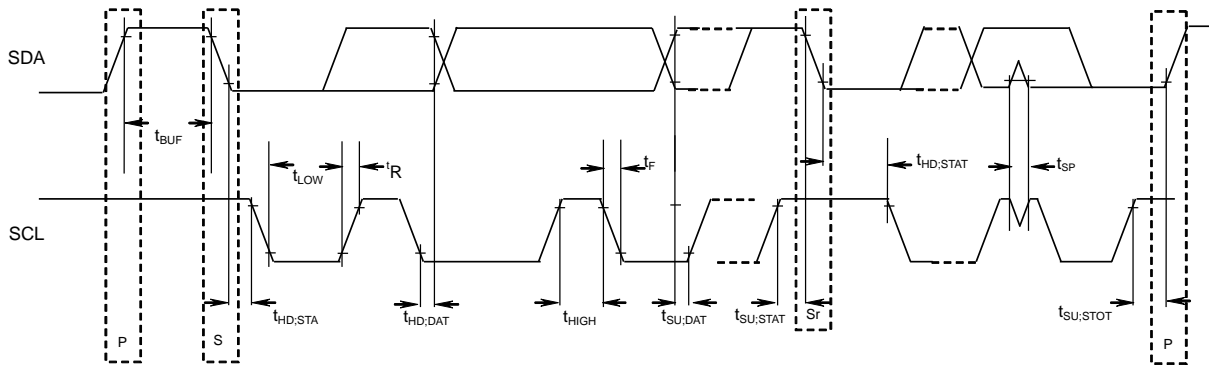 SDA
tBUF
tLOW
tR
tF
tHD;STAT
tSP
SCL
tHD;STA
tHD;DAT
tHIGH
tSU;DAT
tSU;STAT
Sr
tSU;STOT
P
S
P